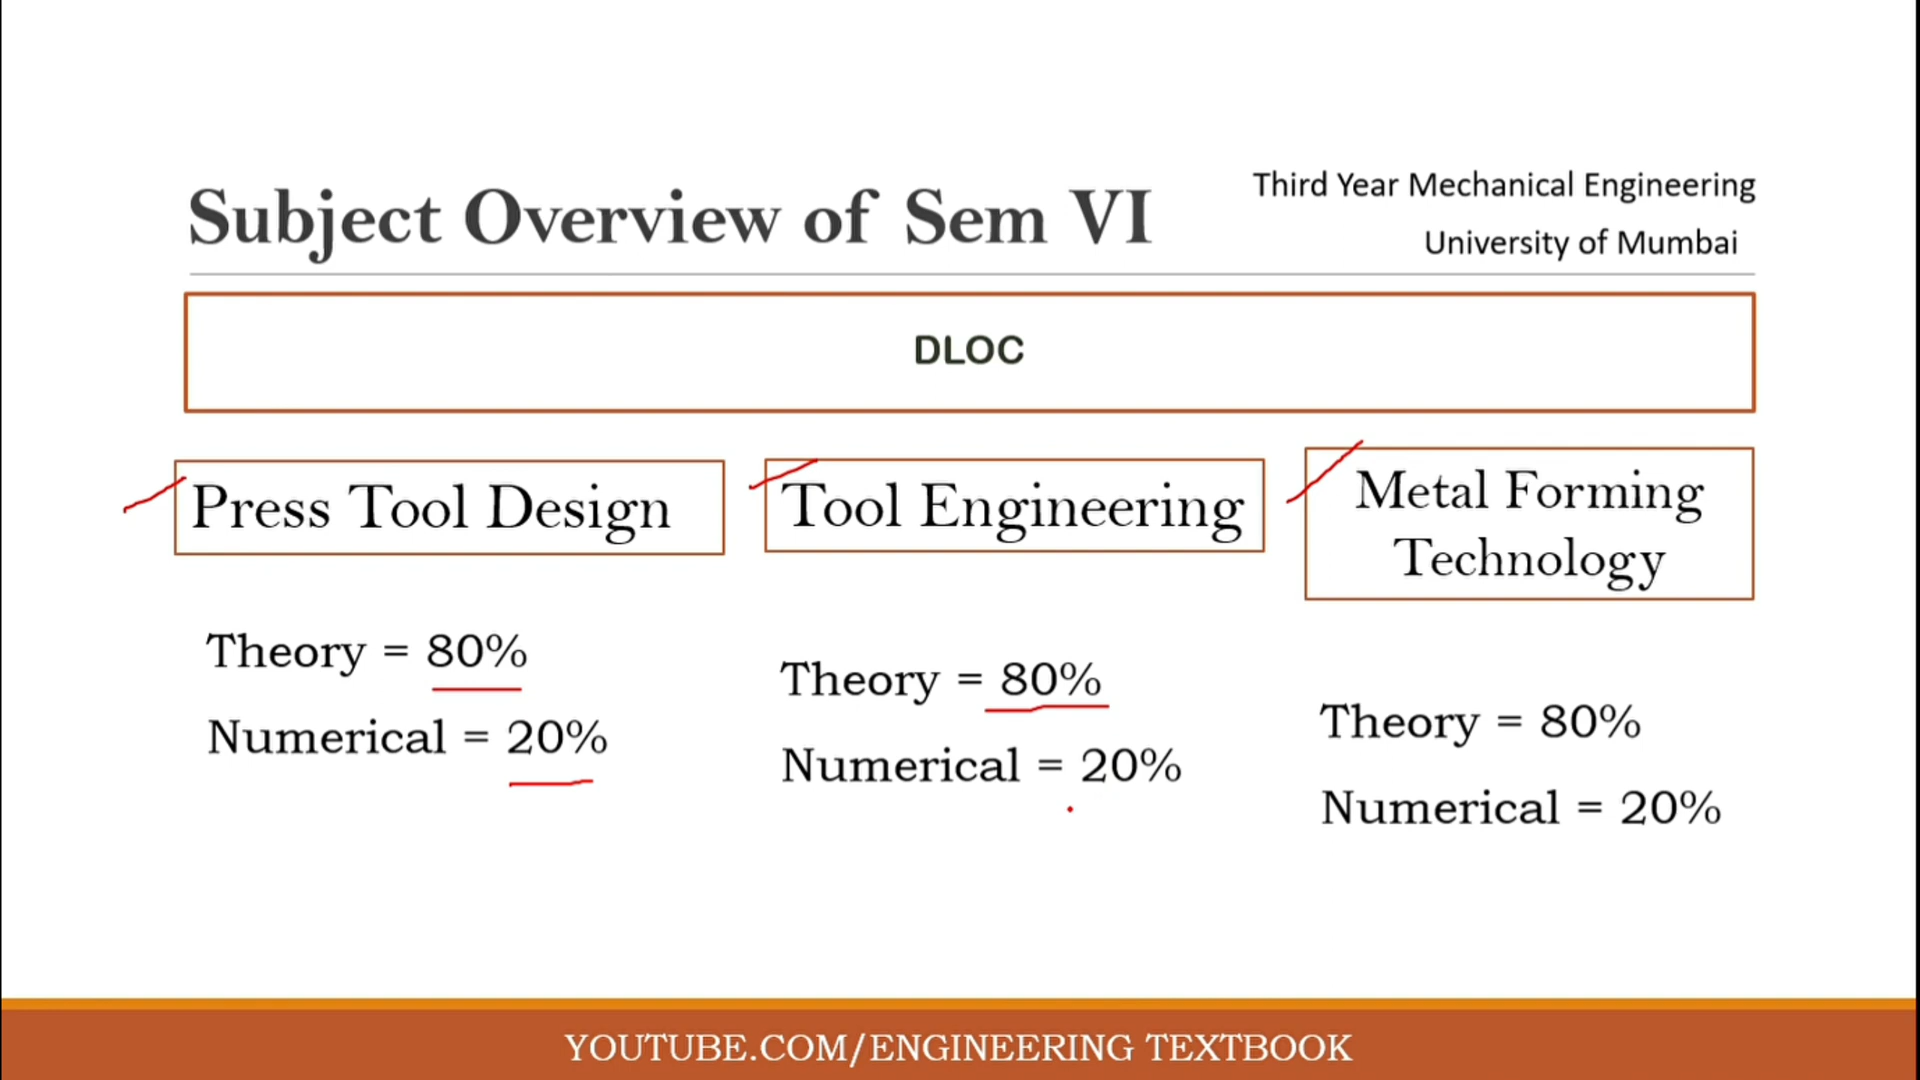 Subject Overview of Sem VI
Third Year Mechanical Engineering
University of Mumbai
DLOC
Press Tool Design
Theory = 80%
Numerical = 20%
Tool Engineering
Theory = 80%
Numerical = 20%
Metal Forming
Technology
Theory = 80%
Numerical = 20%
YOUTUBE.COM/ENGINEERING TEXTBOOK